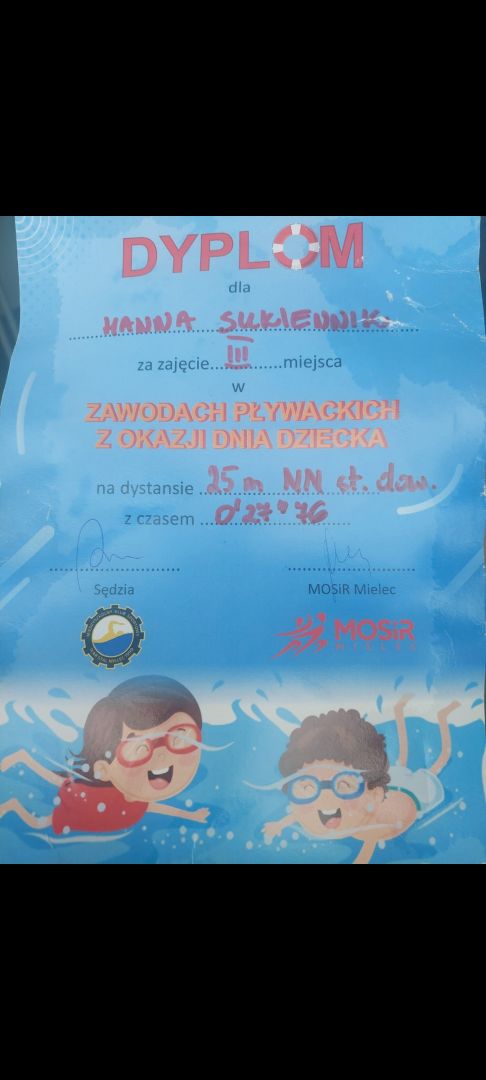 DYPLOM
dla
HANNA SUKIENNIK
za zajęcie...III...miejsca
w
ZAWODACH PŁYWACKICH
Z OKAZJI DNIA DZIECKA
na dystansie 25 m NN st. dow.
z czasem 0'27"76
Sędzia MOSiR Mielec
MOSiR
MIELEC